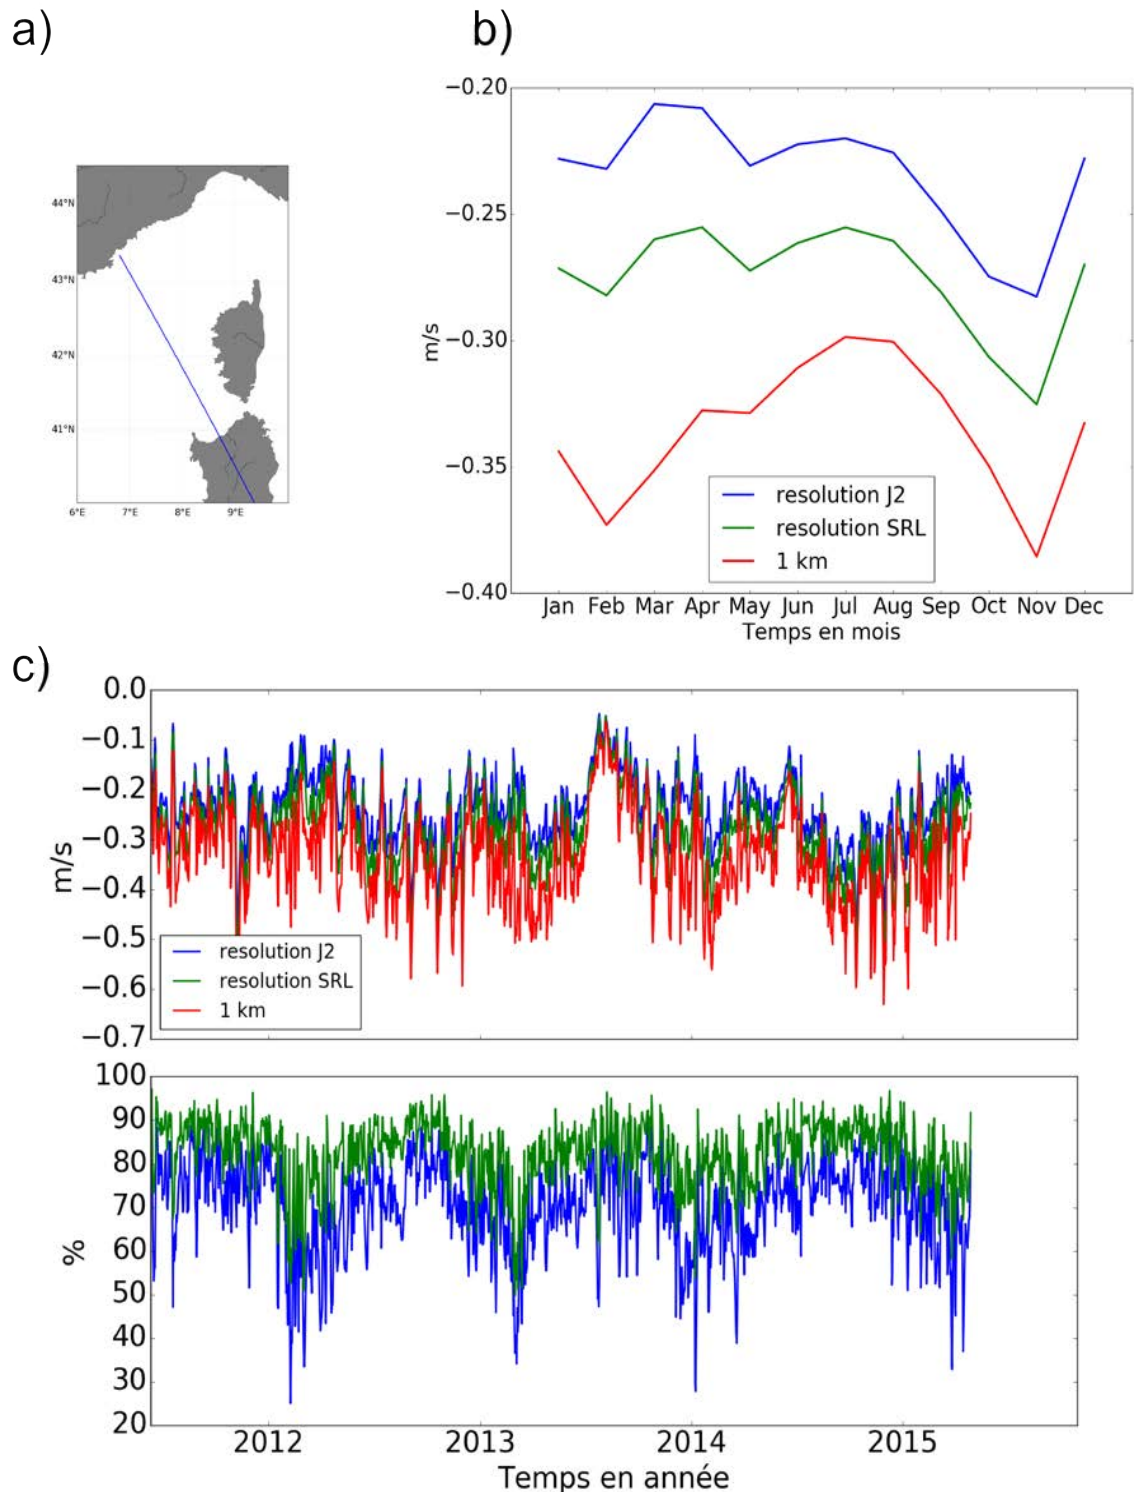 a)
b)
44°N
43°N
42°N
41°N
6°E 7°E 8°E 9°E
−0.20
−0.25
−0.30
−0.35
−0.40
m/s
resolution J2
resolution SRL
1 km
Jan Feb Mar Apr May Jun Jul Aug Sep Oct Nov Dec
Temps en mois
c)
0.0
−0.1
−0.2
−0.3
−0.4
−0.5
−0.6
−0.7
m/s
resolution J2
resolution SRL
1 km
100
90
80
70
60
50
40
30
20
%
2012 2013 2014 2015
Temps en année